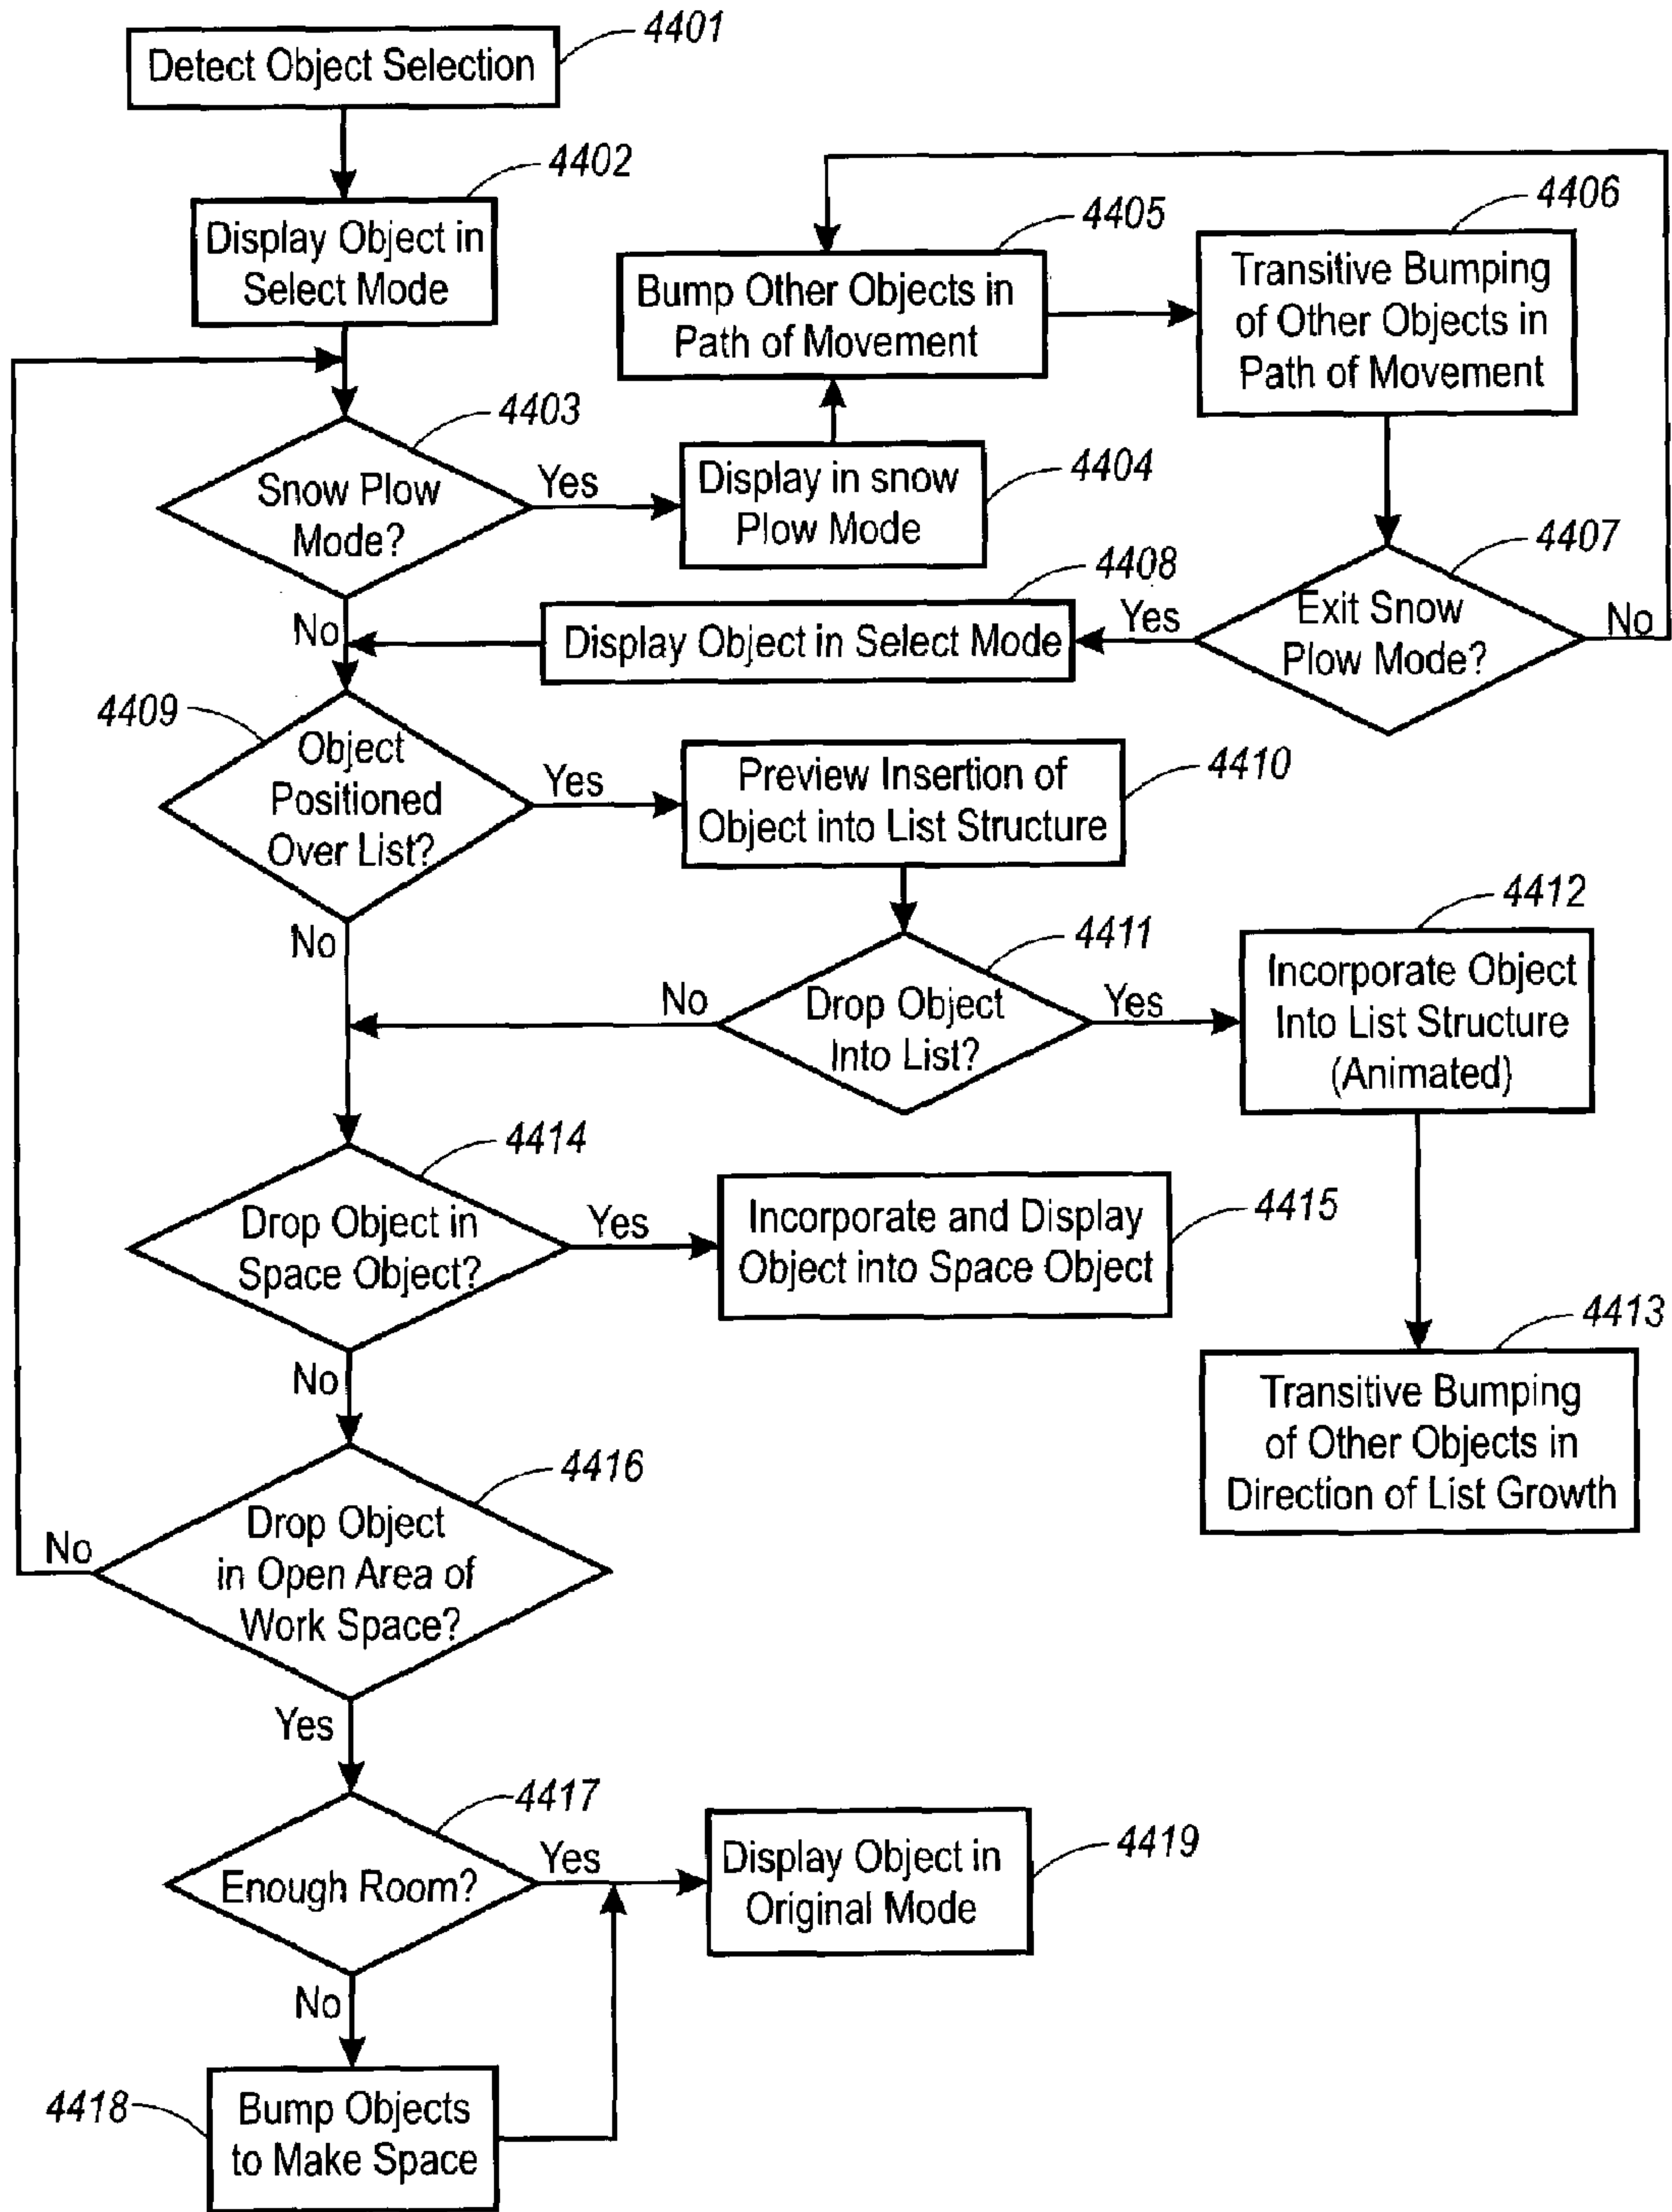 4401
Detect Object Selection
4402
Display Object in
Select Mode
4403
Snow Plow
Mode?
Yes
No
4404
Display in snow
Plow Mode
4405
Bump Other Objects in
Path of Movement
4406
Transitive Bumping
of Other Objects in
Path of Movement
4407
Exit Snow
Plow Mode?
Yes
No
4408
Display Object in Select Mode
4409
Object
Positioned
Over List?
Yes
No
4410
Preview Insertion of
Object into List Structure
4411
Drop Object
Into List?
No
Yes
4412
Incorporate Object
Into List Structure
(Animated)
4413
Transitive Bumping
of Other Objects in
Direction of List Growth
4414
Drop Object in
Space Object?
Yes
No
4415
Incorporate and Display
Object into Space Object
4416
Drop Object
in Open Area of
Work Space?
No
Yes
4417
Enough Room?
Yes
No
4419
Display Object in
Original Mode
4418
Bump Objects
to Make Space